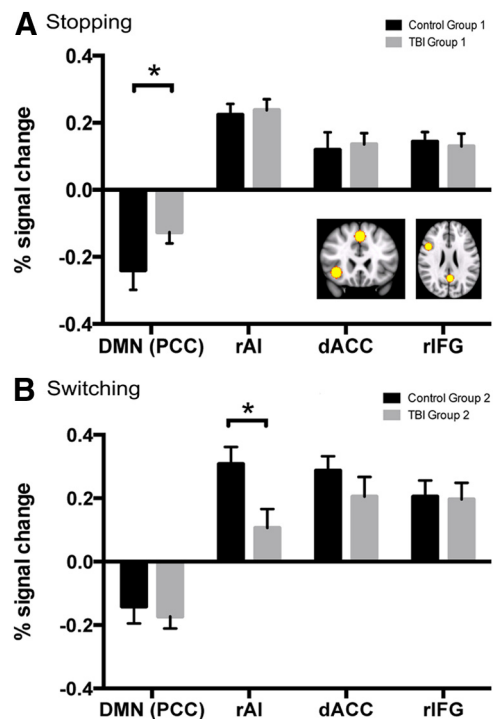 A Stopping
Control Group 1
TBI Group 1
*
0.4
0.2
0.0
-0.2
-0.4
% signal change
DMN (PCC) rAI dACC rIFG
B Switching
Control Group 2
TBI Group 2
*
0.4
0.2
0.0
-0.2
-0.4
% signal change
DMN (PCC) rAI dACC rIFG